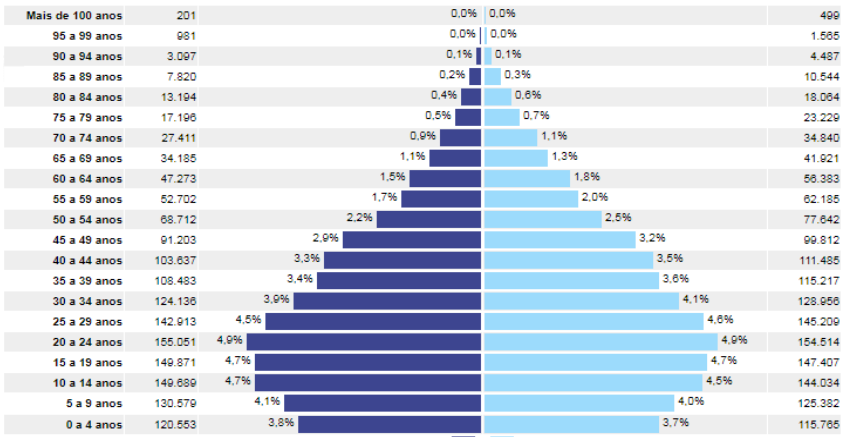 Mais de 100 anos 201 0,0% 0,0% 499
95 a 99 anos 981 0,0% 0,0% 1.565
90 a 94 anos 3.097 0,1% 0,1% 4.487
85 a 89 anos 7.820 0,2% 0,3% 10.544
80 a 84 anos 13.194 0,4% 0,6% 18.064
75 a 79 anos 17.196 0,5% 0,7% 23.229
70 a 74 anos 27.411 0,9% 1,1% 34.840
65 a 69 anos 34.185 1,1% 1,3% 41.921
60 a 64 anos 47.273 1,5% 1,8% 56.383
55 a 59 anos 52.702 1,7% 2,0% 62.185
50 a 54 anos 68.712 2,2% 2,5% 77.642
45 a 49 anos 91.203 2,9% 3,2% 99.812
40 a 44 anos 103.637 3,3% 3,5% 111.485
35 a 39 anos 108.483 3,4% 3,6% 115.217
30 a 34 anos 124.136 3,9% 4,1% 128.956
25 a 29 anos 142.913 4,5% 4,6% 145.209
20 a 24 anos 155.051 4,9% 4,9% 154.514
15 a 19 anos 149.871 4,7% 4,7% 147.407
10 a 14 anos 149.689 4,7% 4,5% 144.034
5 a 9 anos 130.579 4,1% 4,0% 125.382
0 a 4 anos 120.553 3,8% 3,7% 115.765